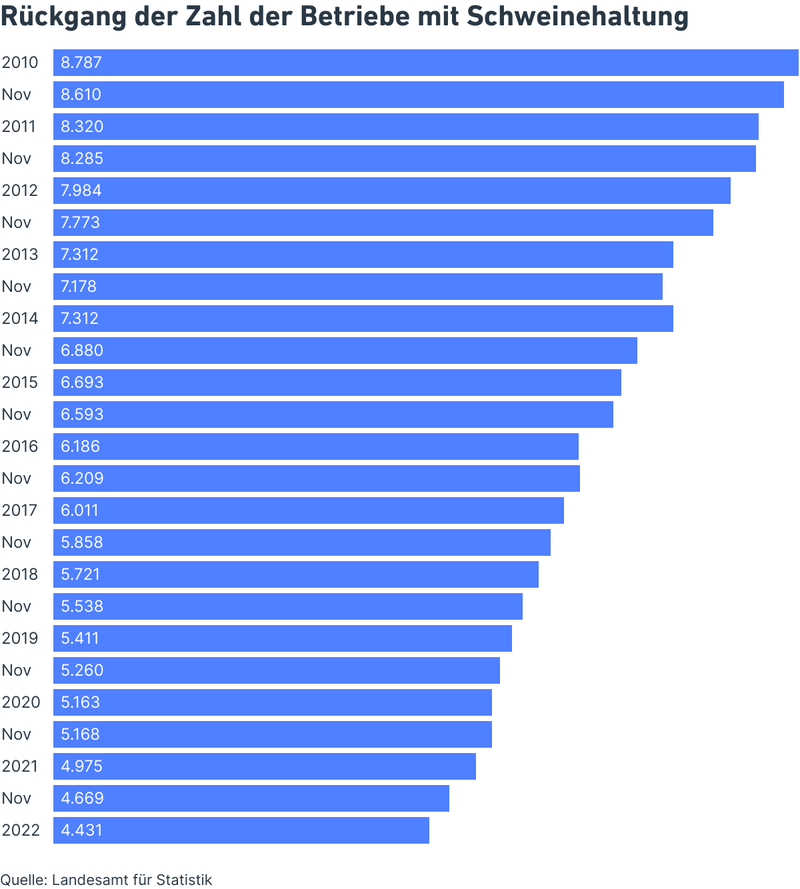 Rückgang der Zahl der Betriebe mit Schweinehaltung
2010 8.787
Nov 8.610
2011 8.320
Nov 8.285
2012 7.984
Nov 7.773
2013 7.312
Nov 7.178
2014 7.312
Nov 6.880
2015 6.693
Nov 6.593
2016 6.186
Nov 6.209
2017 6.011
Nov 5.858
2018 5.721
Nov 5.538
2019 5.411
Nov 5.260
2020 5.163
Nov 5.168
2021 4.975
Nov 4.669
2022 4.431
Quelle: Landesamt für Statistik